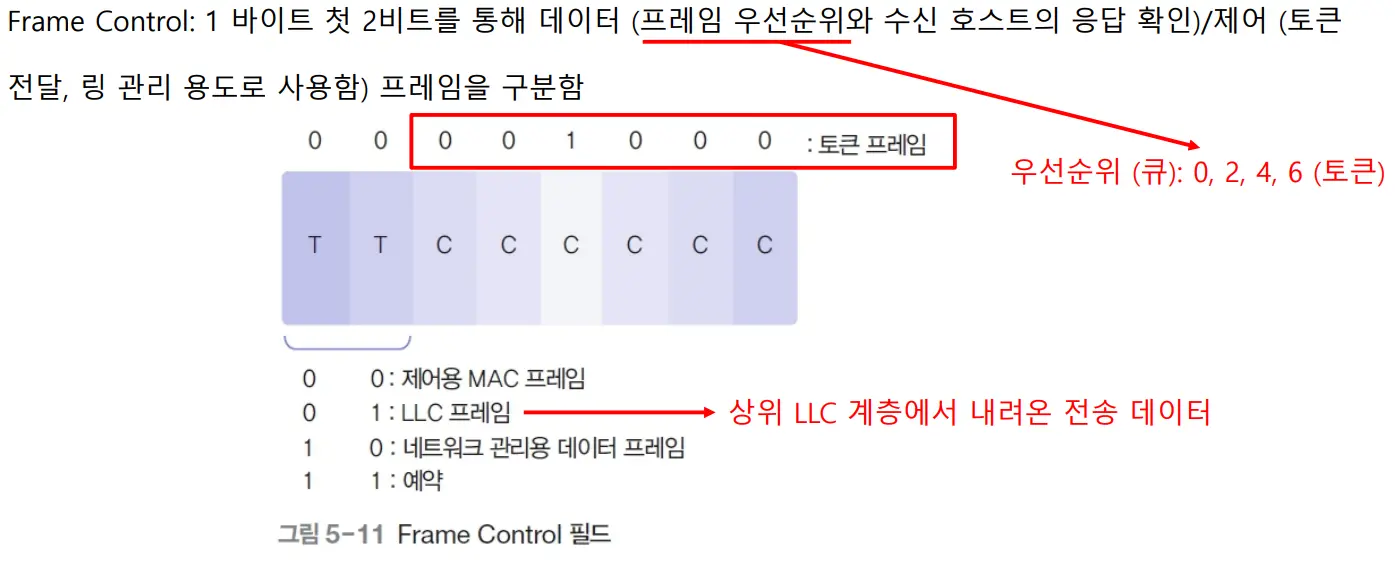 Frame Control: 1 바이트 첫 2비트를 통해 데이터 (프레임 우선순위와 수신 호스트의 응답 확인)/제어 (토큰
전달, 링 관리 용도로 사용함) 프레임을 구분함
0 0 0 0 1 0 0 0 : 토큰 프레임
우선순위 (큐): 0, 2, 4, 6 (토큰)
T T C C C C C C
0 0 : 제어용 MAC 프레임
0 1 : LLC 프레임
상위 LLC 계층에서 내려온 전송 데이터
1 0 : 네트워크 관리용 데이터 프레임
1 1 : 예약
그림 5-11 Frame Control 필드